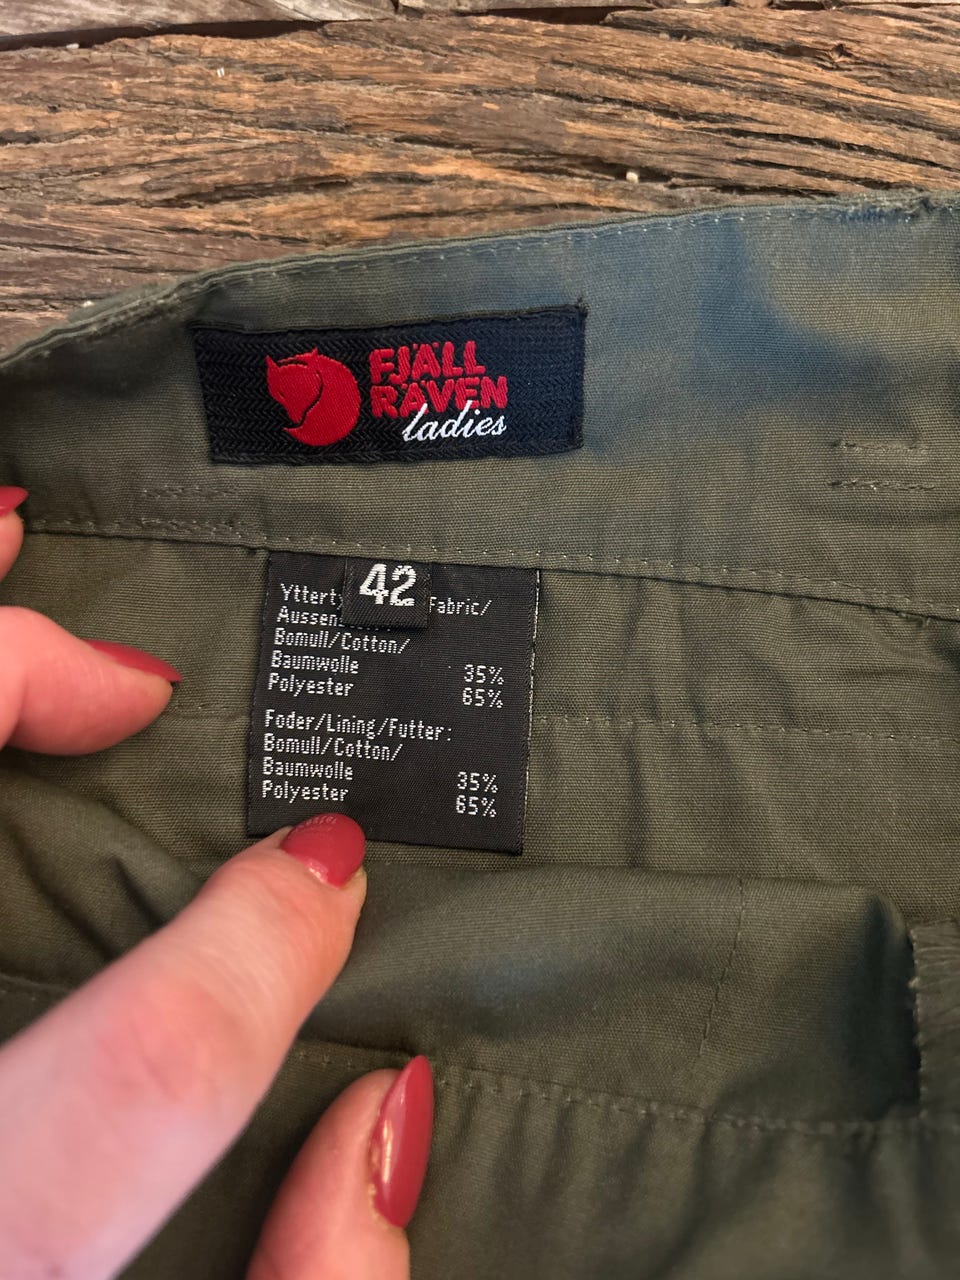 FJÄLL
RÄVEN
ladies
42
Fabric/
Bomull/Cotton/
Baumwolle 35%
Polyester 65%
Foder/Lining/Futter:
Bomull/Cotton/
Baumwolle 35%
Polyester 65%